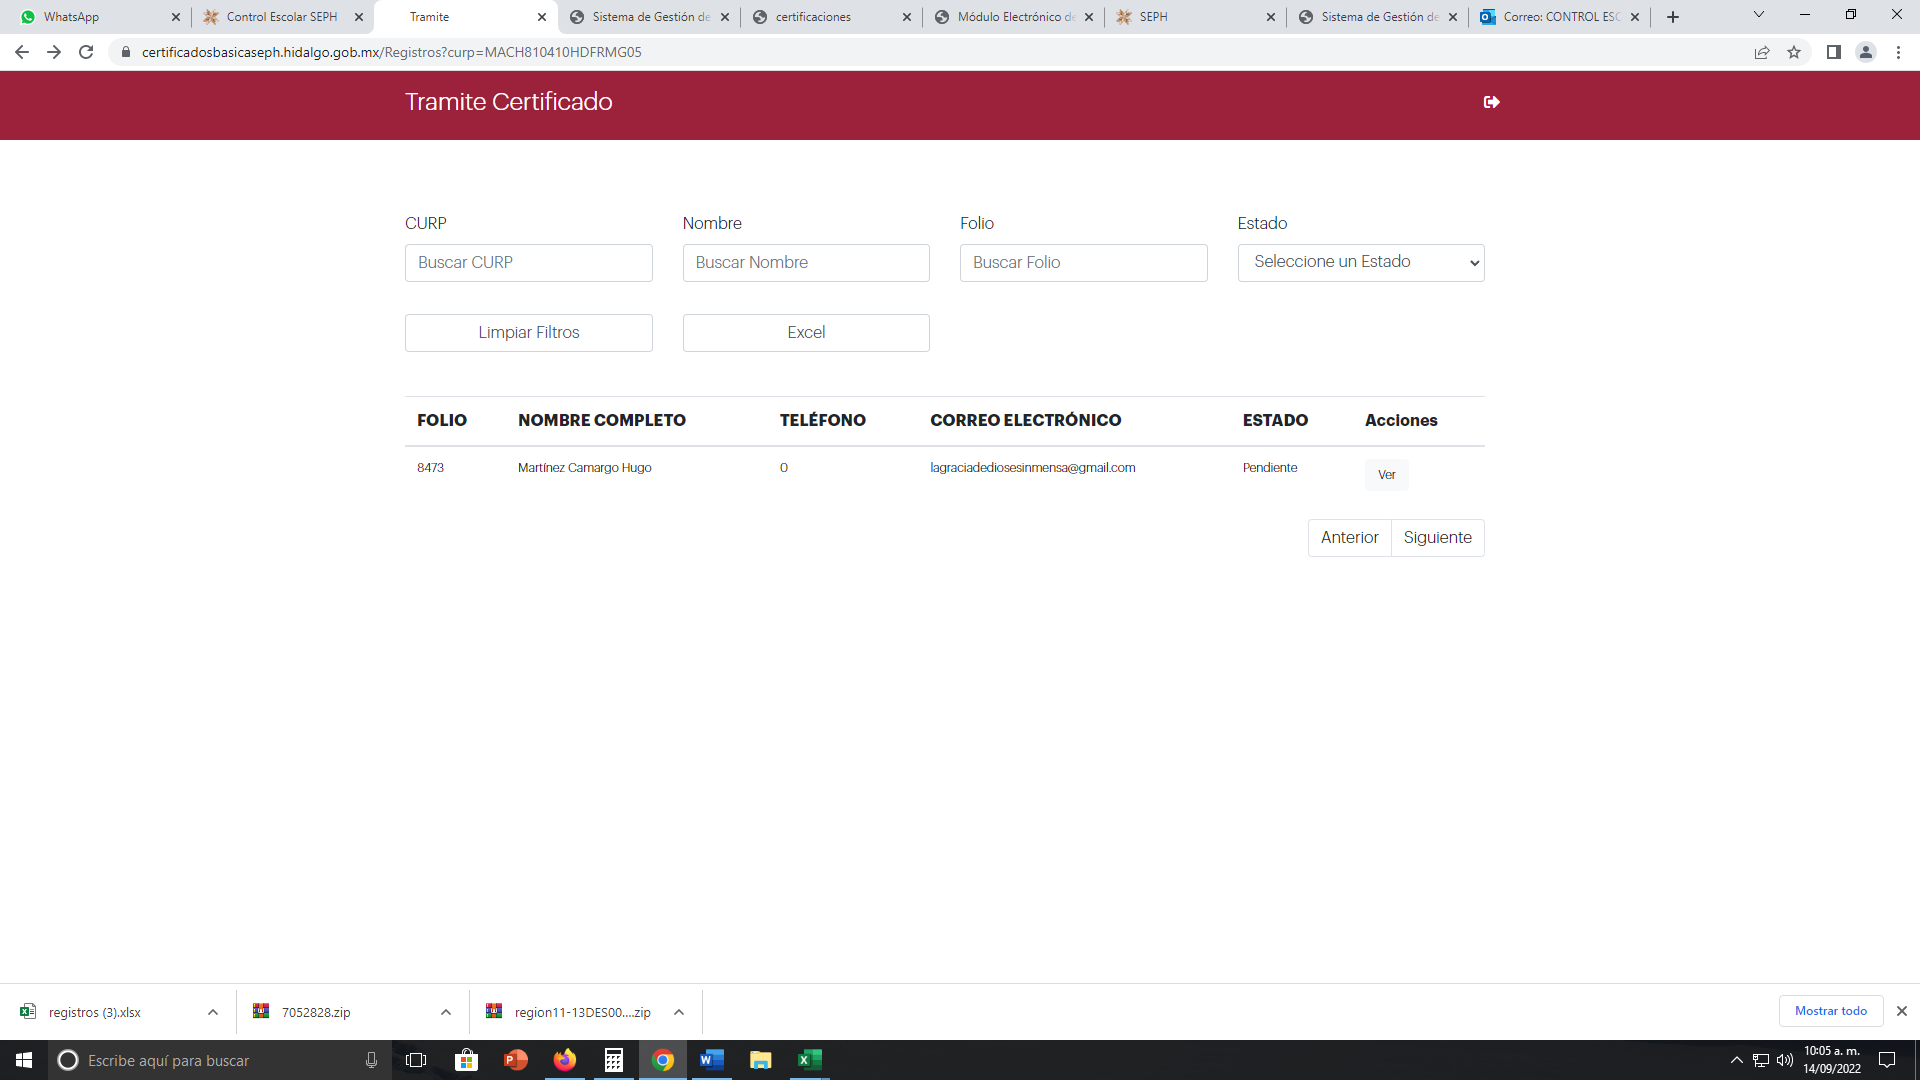 WhatsApp
Control Escolar SEPH
Tramite
Sistema de Gestión de
certificaciones
Módulo Electrónico de
SEPH
Sistema de Gestión de
Correo: CONTROL ESC
certificadosbasicaseph.hidalgo.gob.mx/Registros?curp=MACH810410HDFRMG05
Tramite Certificado
CURP Nombre Folio Estado
Buscar CURP Buscar Nombre Buscar Folio Seleccione un Estado
Limpiar Filtros Excel
FOLIO NOMBRE COMPLETO TELÉFONO CORREO ELECTRÓNICO ESTADO Acciones
8473 Martínez Camargo Hugo 0 lagraciadediosesinmensa@gmail.com Pendiente Ver
Anterior Siguiente
registros (3).xlsx
7052828.zip
region11-13DES00....zip
Mostrar todo
Escribe aquí para buscar
10:05 a. m.
14/09/2022